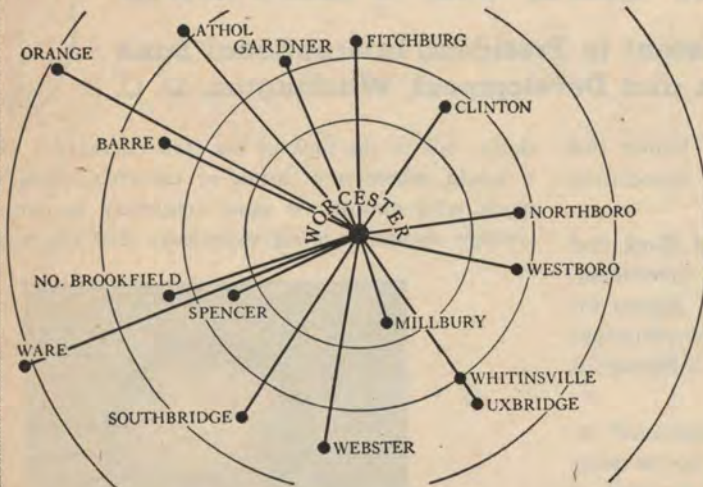 ATHOL
FITCHBURG
GARDNER
ORANGE
CLINTON
BARRE
WORCESTER
NORTHBORO
WESTBORO
NO. BROOKFIELD
SPENCER
MILLBURY
WARE
WHITINSVILLE
UXBRIDGE
SOUTHBRIDGE
WEBSTER